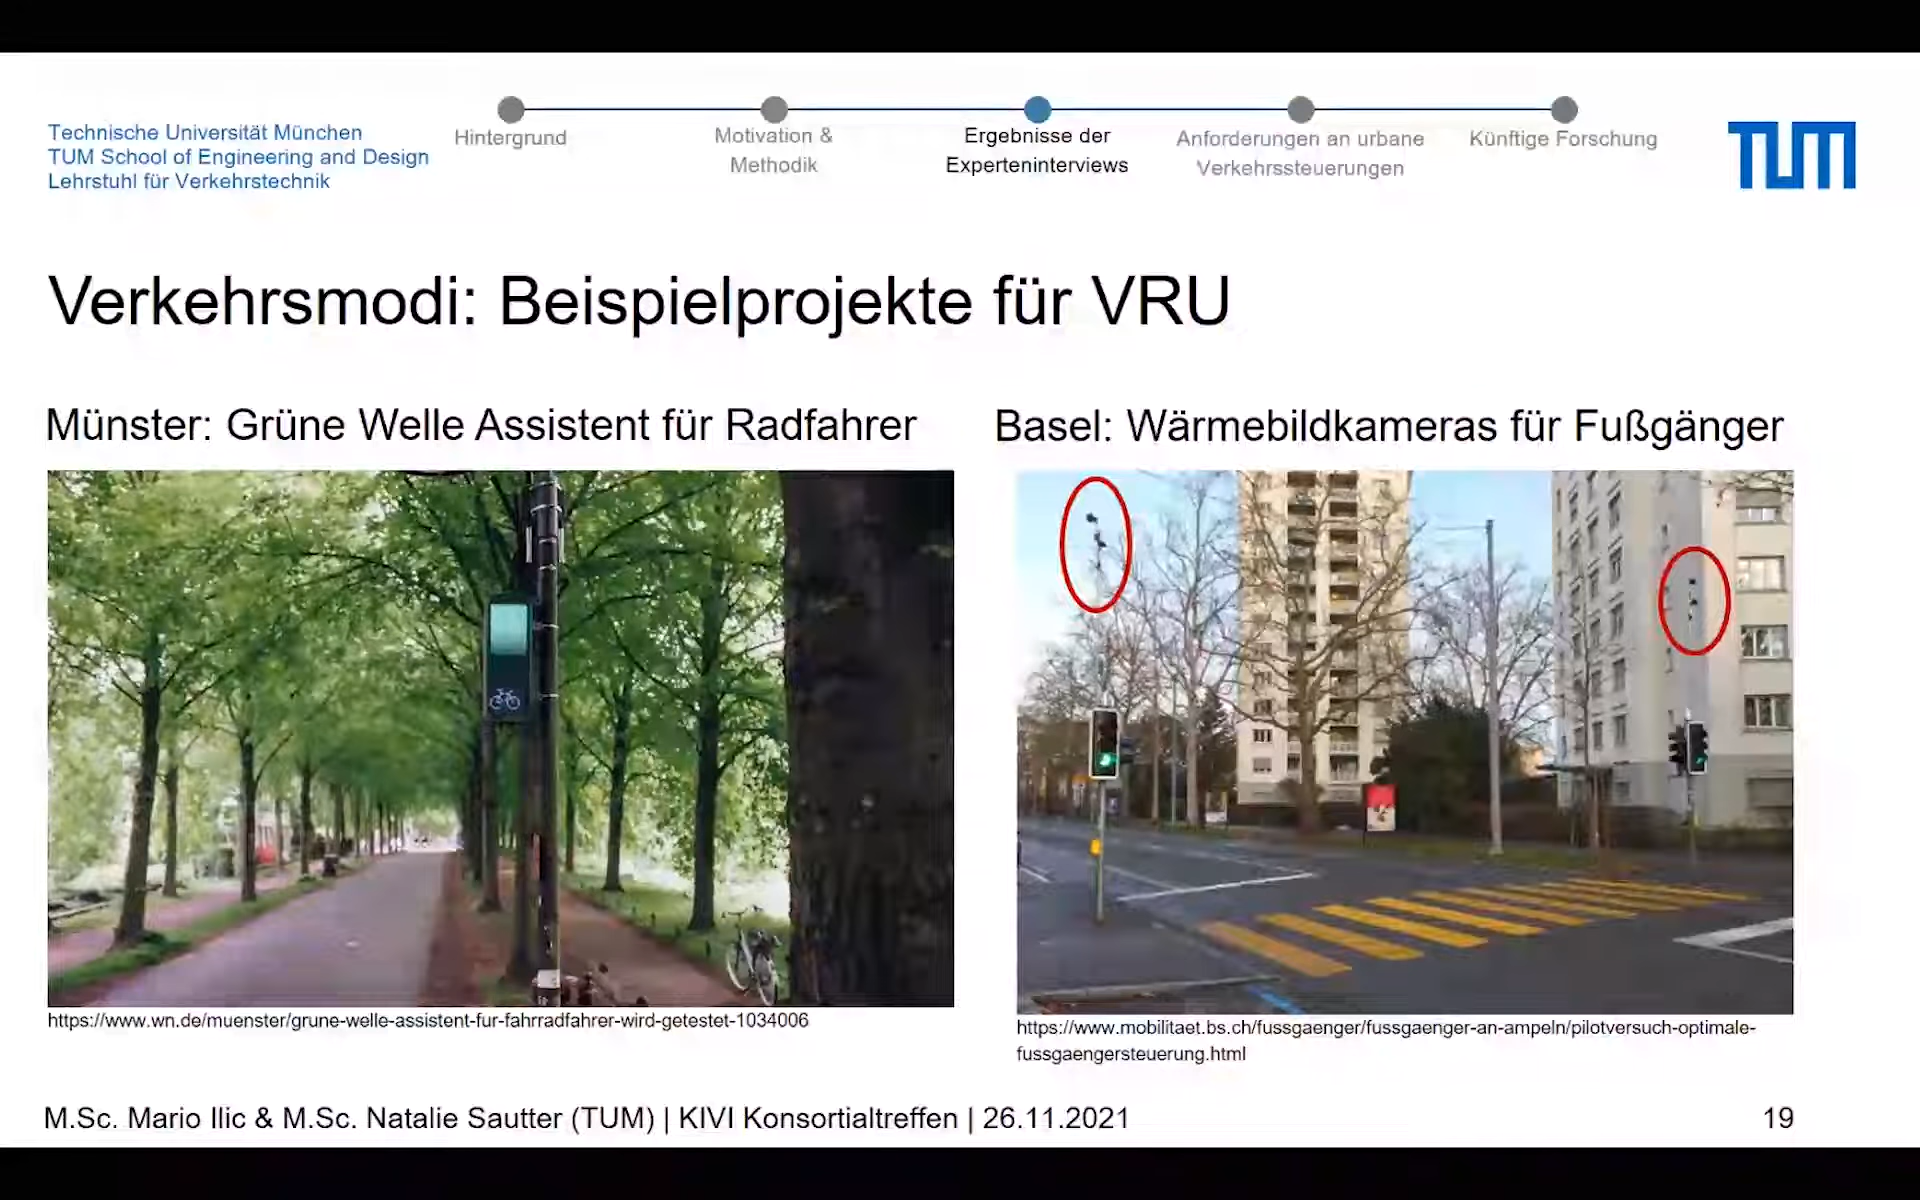 Technische Universität München
TUM School of Engineering and Design
Lehrstuhl für Verkehrstechnik
Hintergrund
Motivation &
Methodik
Ergebnisse der
Experteninterviews
Anforderungen an urbane
Verkehrssteuerungen
Künftige Forschung
TUM
Verkehrsmodi: Beispielprojekte für VRU
Münster: Grüne Welle Assistent für Radfahrer
Basel: Wärmebildkameras für Fußgänger
https://www.wn.de/muenster/grune-welle-assistent-fur-fahrradfahrer-wird-getestet-1034006
https://www.mobilitaet.bs.ch/fussgaenger/fussgaenger-an-ampeln/pilotversuch-optimale-
fussgaengersteuerung.html
M.Sc. Mario Ilic & M.Sc. Natalie Sautter (TUM) | KIVI Konsortialtreffen | 26.11.2021
19